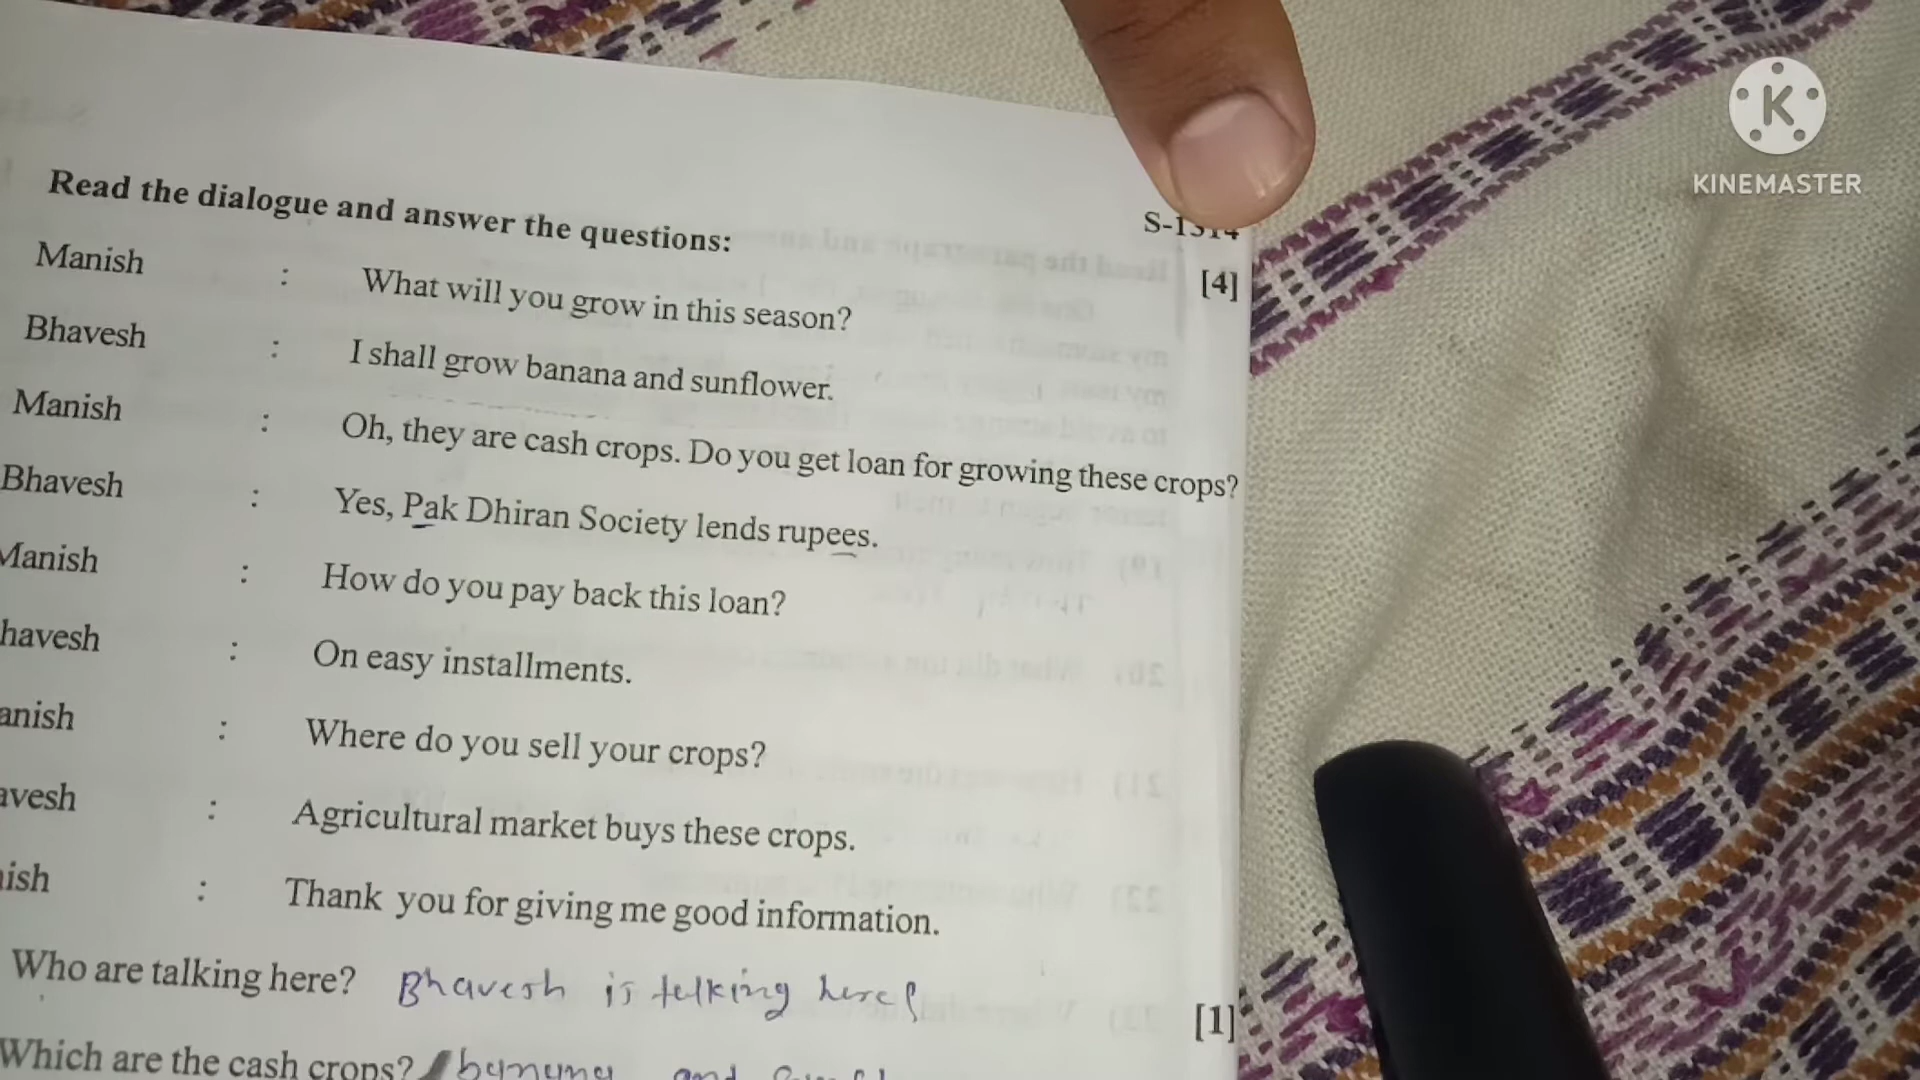 KINEMASTER
S-1314
Read the dialogue and answer the questions: [4]
Manish : What will you grow in this season?
Bhavesh : I shall grow banana and sunflower.
Manish : Oh, they are cash crops. Do you get loan for growing these crops?
Bhavesh : Yes, Pak Dhiran Society lends rupees.
Manish : How do you pay back this loan?
havesh : On easy installments.
anish : Where do you sell your crops?
avesh : Agricultural market buys these crops.
ish : Thank you for giving me good information.
Who are talking here? Bhavesh is talking here [1]
Which are the cash crops? and